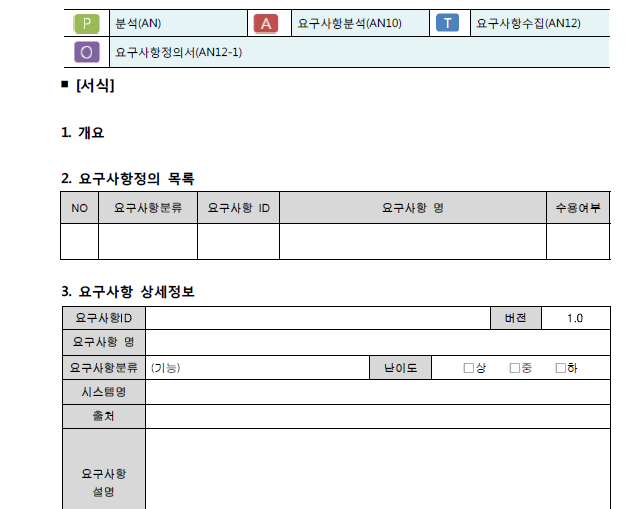 P 분석(AN) A 요구사항분석(AN10) T 요구사항수집(AN12)
O 요구사항정의서(AN12-1)
■ [서식]
1. 개요
2. 요구사항정의 목록
NO 요구사항분류 요구사항 ID 요구사항 명 수용여부
3. 요구사항 상세정보
요구사항ID 버젼 1.0
요구사항 명
요구사항분류 (기능) 난이도 □상 □중 □하
시스템명
출처
요구사항
설명